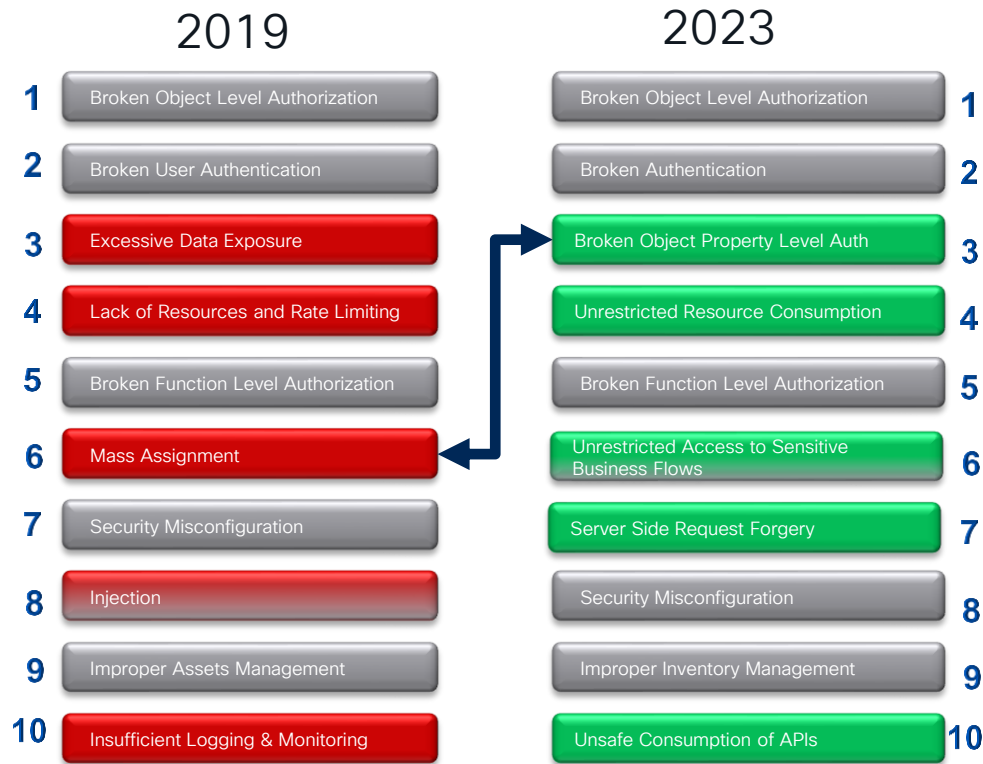 2019
2023
1
Broken Object Level Authorization
Broken Object Level Authorization
1
2
Broken User Authentication
Broken Authentication
2
3
Excessive Data Exposure
Broken Object Property Level Auth
3
4
Lack of Resources and Rate Limiting
Unrestricted Resource Consumption
4
5
Broken Function Level Authorization
Broken Function Level Authorization
5
6
Mass Assignment
Unrestricted Access to Sensitive
Business Flows
6
7
Security Misconfiguration
Server Side Request Forgery
7
8
Injection
Security Misconfiguration
8
9
Improper Assets Management
Improper Inventory Management
9
10
Insufficient Logging & Monitoring
Unsafe Consumption of APIs
10